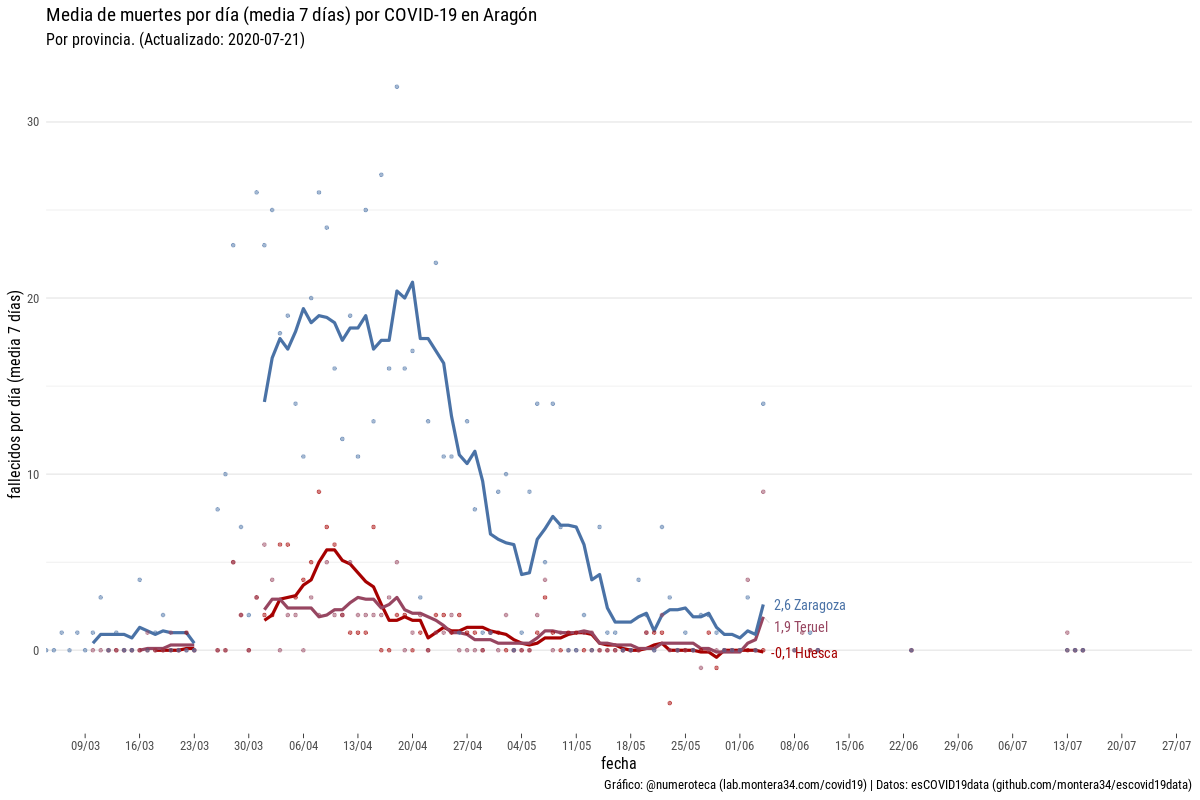 Media de muertes por día (media 7 días) por COVID-19 en Aragón
Por provincia. (Actualizado: 2020-07-21)
fallecidos por día (media 7 días)
30
20
10
0
2,6 Zaragoza
1,9 Teruel
-0,1 Huesca
09/03 16/03 23/03 30/03 06/04 13/04 20/04 27/04 04/05 11/05 18/05 25/05 01/06 08/06 15/06 22/06 29/06 06/07 13/07 20/07 27/07
fecha
Gráfico: @numeroteca (lab.montera34.com/covid19) | Datos: esCOVID19data (github.com/montera34/escovid19data)